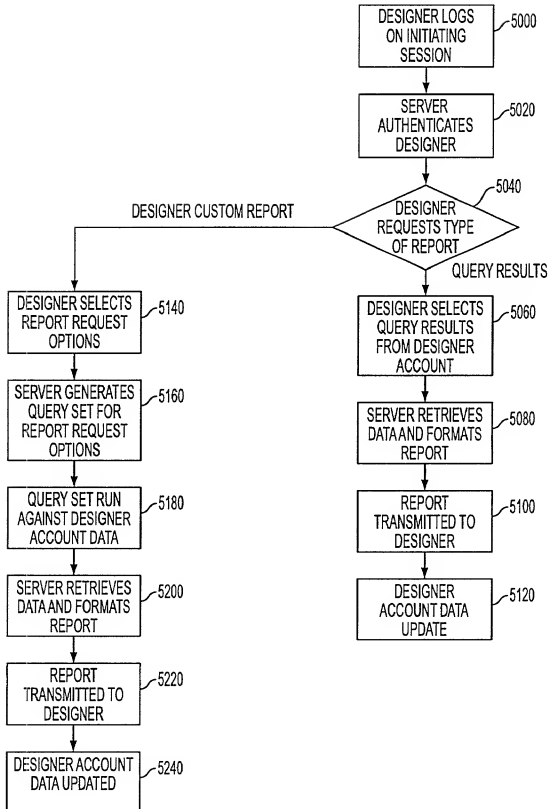 DESIGNER LOGS
ON INITIATING
SESSION
5000
SERVER
AUTHENTICATES
DESIGNER
5020
DESIGNER
REQUESTS TYPE
OF REPORT
5040
DESIGNER CUSTOM REPORT
QUERY RESULTS
DESIGNER SELECTS
REPORT REQUEST
OPTIONS
5140
SERVER GENERATES
QUERY SET FOR
REPORT REQUEST
OPTIONS
5160
QUERY SET RUN
AGAINST DESIGNER
ACCOUNT DATA
5180
SERVER RETRIEVES
DATA AND FORMATS
REPORT
5200
REPORT
TRANSMITTED TO
DESIGNER
5220
DESIGNER ACCOUNT
DATA UPDATED
5240
DESIGNER SELECTS
QUERY RESULTS
FROM DESIGNER
ACCOUNT
5060
SERVER RETRIEVES
DATA AND FORMATS
REPORT
5080
REPORT
TRANSMITTED TO
DESIGNER
5100
DESIGNER
ACCOUNT DATA
UPDATE
5120